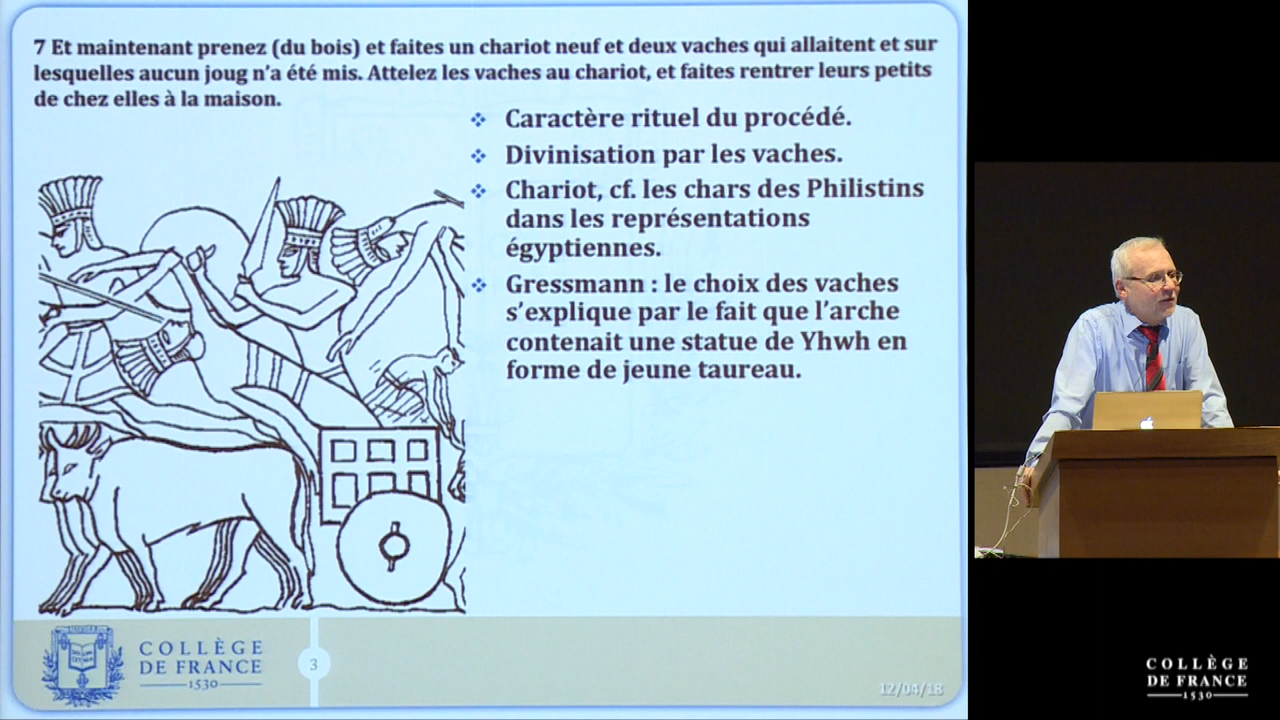 7 Et maintenant prenez (du bois) et faites un chariot neuf et deux vaches qui allaitent et sur
lesquelles aucun joug n'a été mis. Attelez les vaches au chariot, et faites rentrer leurs petits
de chez elles à la maison.
Caractère rituel du procédé.
Divinisation par les vaches.
Chariot, cf. les chars des Philistins
dans les représentations
égyptiennes.
Gressmann : le choix des vaches
s'explique par le fait que l'arche
contenait une statue de Yhwh en
forme de jeune taureau.
COLLÈGE
DE FRANCE
1530
3
12/04/18
COLLÈGE
DE FRANCE
1530